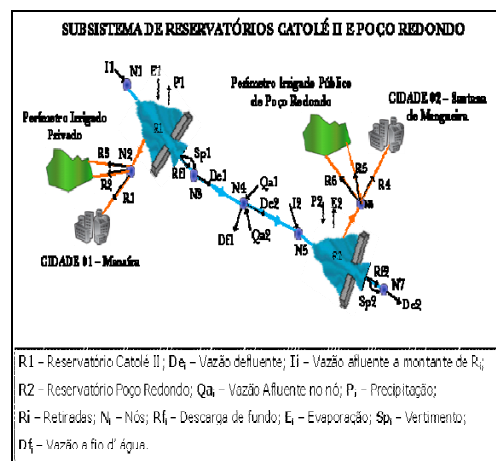 SUBSISTEMA DE RESERVATÓRIOS CATOLÉ II E POÇO REDONDO
I1
N1
E1
P1
Perímetro Irrigado Público
de Poço Redondo
CIDADE 02 – Santana
de Mangueira
Perímetro Irrigado
Privado
R1
R3
N2
R2
R1
Rf1
Sp1
N3
De1
N4
Qa1
De2
Df1
Qa2
I2
N5
P2
E2
R5
R6
R4
N6
CIDADE 01 – Manaíra
R2
Rf2
Sp2
N7
De2
R1 – Reservatório Catolé II; Dei – Vazão defluente; Ii – Vazão afluente a montante de Ri;
R2 – Reservatório Poço Redondo; Qai – Vazão Afluente no nó; Pi – Precipitação;
Ri – Retiradas; Ni – Nós; Rfi – Descarga de fundo; Ei – Evaporação; Spi – Vertimento;
Dfi – Vazão a fio d' água.